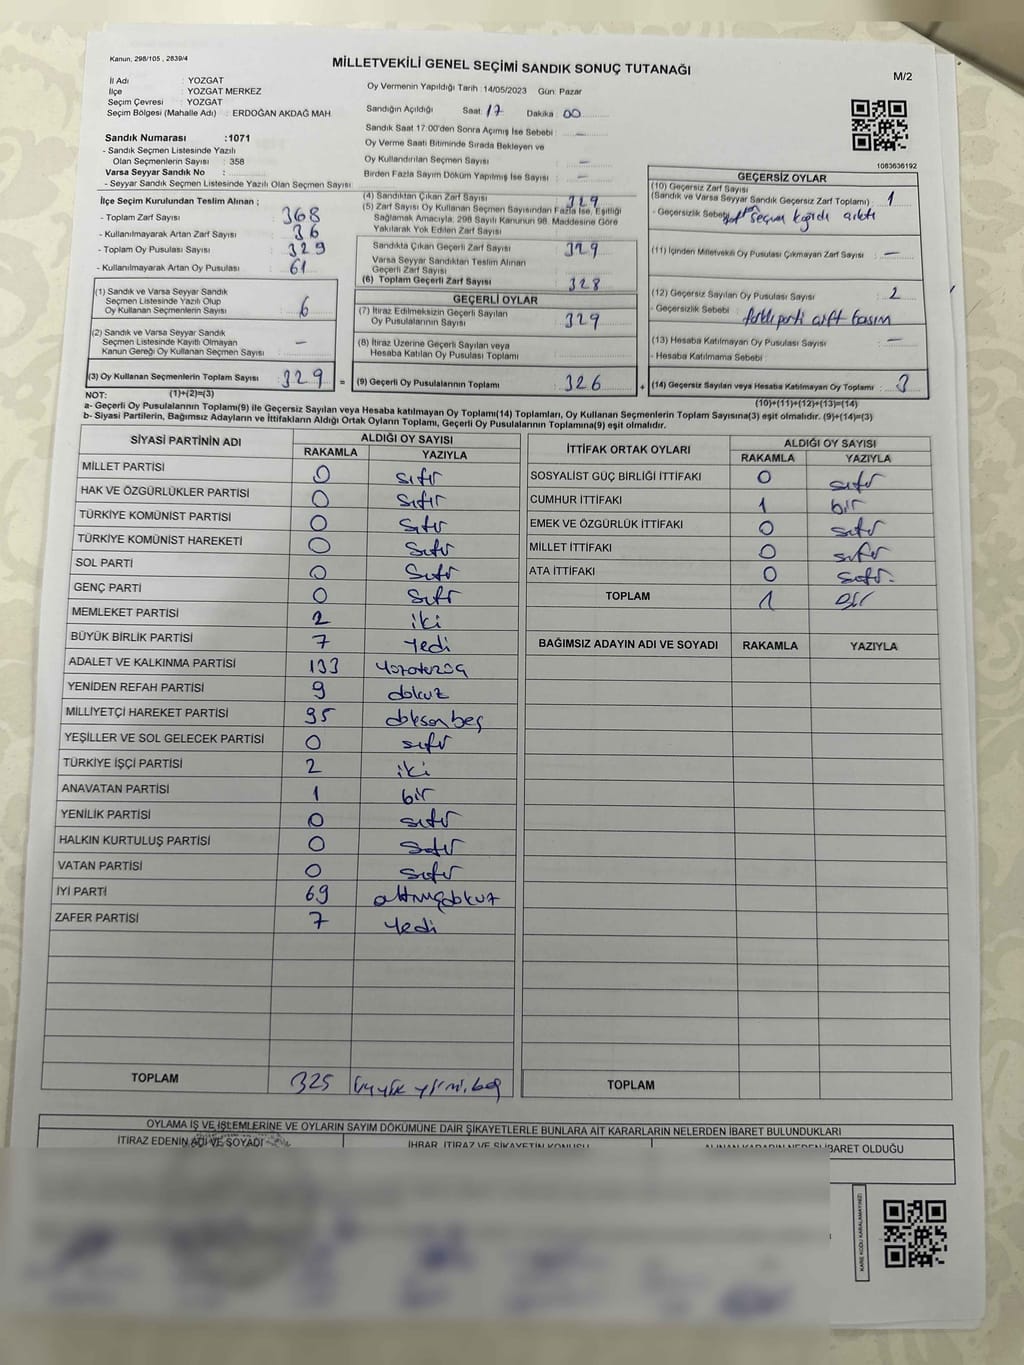 Kanun, 298/105 , 2839/4
MİLLETVEKİLİ GENEL SEÇİMİ SANDIK SONUÇ TUTANAĞI
M/2
İl Adı : YOZGAT
İlçe : YOZGAT MERKEZ
Seçim Çevresi : YOZGAT
Seçim Bölgesi (Mahalle Adı) : ERDOĞAN AKDAĞ MAH.
Oy Vermenin Yapıldığı Tarih : 14/05/2023 Gün: Pazar
Sandığın Açıldığı Saat : 17 Dakika : 00
Sandık Saat 17:00'den Sonra Açımış İse Sebebi : –
Oy Verme Saati Bitiminde Sırada Bekleyen ve
Oy Kullandırılan Seçmen Sayısı : –
Birden Fazla Sayım Döküm Yapılmış İse Sayısı : –
Sandık Numarası : 1071
- Sandık Seçmen Listesinde Yazılı
Olan Seçmenlerin Sayısı : 358
Varsa Seyyar Sandık No :
- Seyyar Sandık Seçmen Listesinde Yazılı Olan Seçmen Sayısı
1083636192
İlçe Seçim Kurulundan Teslim Alınan ;
- Toplam Zarf Sayısı : 368
- Kullanılmayarak Artan Zarf Sayısı : 36
- Toplam Oy Pusulası Sayısı : 329
- Kullanılmayarak Artan Oy Pusulası : 61
(1) Sandık ve Varsa Seyyar Sandık
Seçmen Listesinde Yazılı Olup
Oy Kullanan Seçmenlerin Sayısı : 6
(2) Sandık ve Varsa Seyyar Sandık
Seçmen Listesinde Kayıtlı Olmayan
Kanun Gereği Oy Kullanan Seçmen Sayısı : –
(3) Oy Kullanan Seçmenlerin Toplam Sayısı : 329
(1)+(2)=(3)
(4) Sandıktan Çıkan Zarf Sayısı : 329
(5) Zarf Sayısı Oy Kullanan Seçmen Sayısından Fazla İse, Eşitliği
Sağlamak Amacıyla; 298 Sayılı Kanunun 98. Maddesine Göre
Yakılarak Yok Edilen Zarf Sayısı :
Sandıkta Çıkan Geçerli Zarf Sayısı : 329
Varsa Seyyar Sandıktan Teslim Alınan
Geçerli Zarf Sayısı :
(6) Toplam Geçerli Zarf Sayısı : 328
GEÇERLİ OYLAR
(7) İtiraz Edilmeksizin Geçerli Sayılan
Oy Pusulalarının Sayısı : 329
(8) İtiraz Üzerine Geçerli Sayılan veya
Hesaba Katılan Oy Pusulası Toplamı :
= (9) Geçerli Oy Pusulalarının Toplamı : 326
GEÇERSİZ OYLAR
(10) Geçersiz Zarf Sayısı
(Sandık ve Varsa Seyyar Sandık Geçersiz Zarf Toplamı) : 1
- Geçersizlik Sebebi : seçim kağıdı
(11) İçinden Milletvekili Oy Pusulası Çıkmayan Zarf Sayısı : –
(12) Geçersiz Sayılan Oy Pusulası Sayısı : 2
- Geçersizlik Sebebi : farklı parti çift basım
(13) Hesaba Katılmayan Oy Pusulası Sayısı : –
- Hesaba Katılmama Sebebi :
+ (14) Geçersiz Sayılan veya Hesaba Katılmayan Oy Toplamı : 3
(10)+(11)+(12)+(13)=(14)
NOT:
a- Geçerli Oy Pusulalarının Toplamı(9) ile Geçersiz Sayılan veya Hesaba katılmayan Oy Toplamı(14) Toplamları, Oy Kullanan Seçmenlerin Toplam Sayısına(3) eşit olmalıdır. (9)+(14)=(3)
b- Siyasi Partilerin, Bağımsız Adayların ve İttifakların Aldığı Ortak Oyların Toplamı, Geçerli Oy Pusulalarının Toplamına(9) eşit olmalıdır.
SİYASİ PARTİNİN ADI ALDIĞI OY SAYISI
RAKAMLA YAZIYLA
MİLLET PARTİSİ 0 sıfır
HAK VE ÖZGÜRLÜKLER PARTİSİ 0 sıfır
TÜRKİYE KOMÜNİST PARTİSİ 0 sıfır
TÜRKİYE KOMÜNİST HAREKETİ 0 sıfır
SOL PARTİ 0 sıfır
GENÇ PARTİ 0 sıfır
MEMLEKET PARTİSİ 2 iki
BÜYÜK BİRLİK PARTİSİ 7 yedi
ADALET VE KALKINMA PARTİSİ 133
YENİDEN REFAH PARTİSİ 9 dokuz
MİLLİYETÇİ HAREKET PARTİSİ 95 doksan beş
YEŞİLLER VE SOL GELECEK PARTİSİ 0 sıfır
TÜRKİYE İŞÇİ PARTİSİ 2 iki
ANAVATAN PARTİSİ 1 bir
YENİLİK PARTİSİ 0 sıfır
HALKIN KURTULUŞ PARTİSİ 0 sıfır
VATAN PARTİSİ 0 sıfır
İYİ PARTİ 69 altmışdokuz
ZAFER PARTİSİ 7 yedi
TOPLAM 325 üçyüz yirmi beş
İTTİFAK ORTAK OYLARI ALDIĞI OY SAYISI
RAKAMLA YAZIYLA
SOSYALİST GÜÇ BİRLİĞİ İTTİFAKI 0 sıfır
CUMHUR İTTİFAKI 1 bir
EMEK VE ÖZGÜRLÜK İTTİFAKI 0 sıfır
MİLLET İTTİFAKI 0 sıfır
ATA İTTİFAKI 0 sıfır.
TOPLAM 1 bir
BAĞIMSIZ ADAYIN ADI VE SOYADI RAKAMLA YAZIYLA
TOPLAM
OYLAMA İŞ VE İŞLEMLERİNE VE OYLARIN SAYIM DÖKÜMÜNE DAİR ŞİKAYETLERLE BUNLARA AİT KARARLARIN NELERDEN İBARET BULUNDUKLARI
İTİRAZ EDENİN ADI VE SOYADI İHBAR, İTİRAZ VE ŞİKAYETİN KONUSU ALINAN KARARIN NEDEN İBARET OLDUĞU
KARE KODU KARALAMAYINIZ!